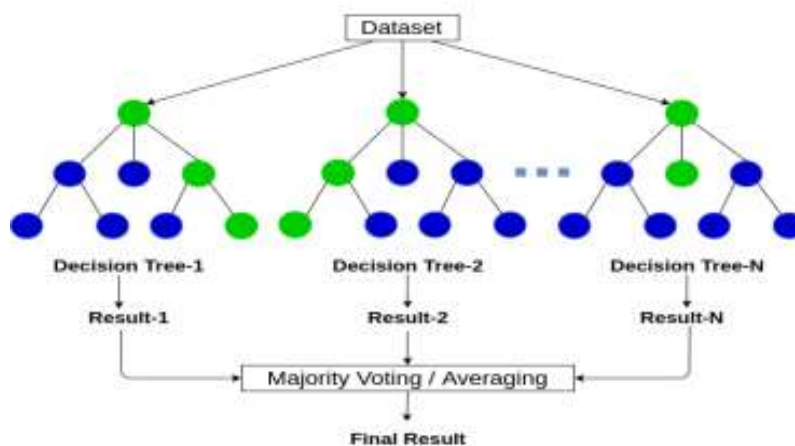 Dataset
Decision Tree-1 Decision Tree-2 Decision Tree-N
Result-1 Result-2 Result-N
Majority Voting / Averaging
Final Result